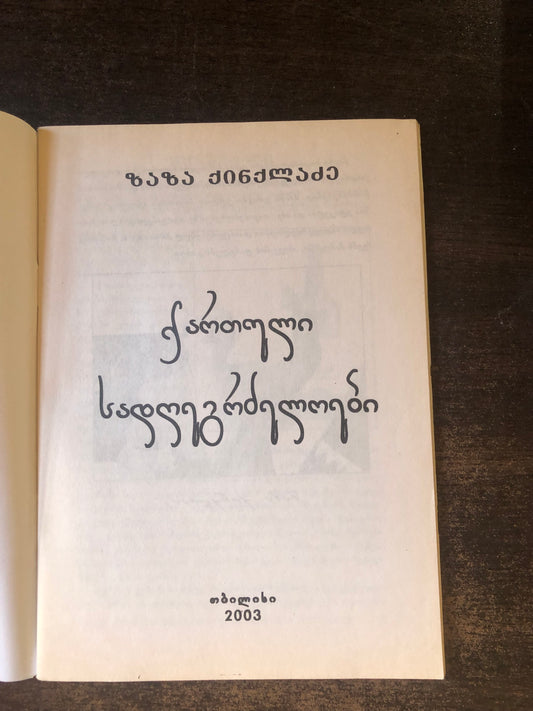 ზაზა ქინქლაძე
ქართული
სადღეგრძელოები
თბილისი
2003